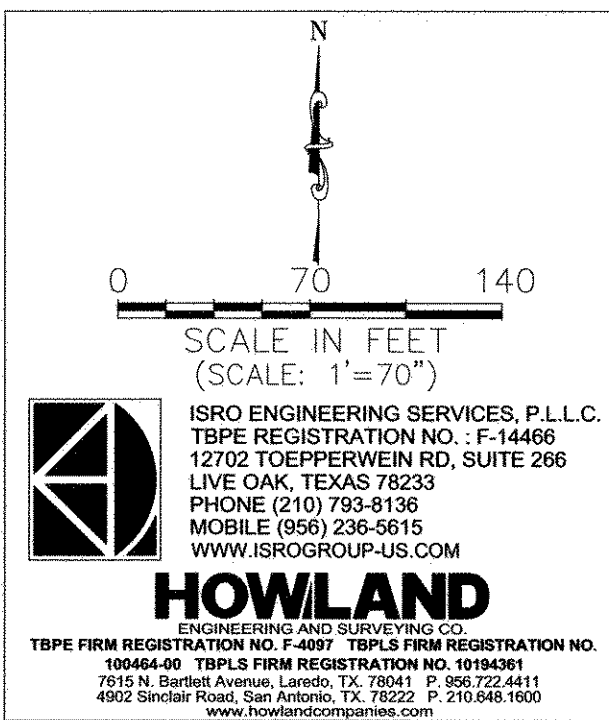 N
0 70 140
SCALE IN FEET
(SCALE: 1'=70")
ISRO ENGINEERING SERVICES, P.L.L.C.
TBPE REGISTRATION NO. : F-14466
12702 TOEPPERWEIN RD, SUITE 266
LIVE OAK, TEXAS 78233
PHONE (210) 793-8136
MOBILE (956) 236-5615
WWW.ISROGROUP-US.COM
HOWLAND
ENGINEERING AND SURVEYING CO.
TBPE FIRM REGISTRATION NO. F-4097 TBPLS FIRM REGISTRATION NO.
100464-00 TBPLS FIRM REGISTRATION NO. 10194361
7615 N. Bartlett Avenue, Laredo, TX. 78041 P. 956.722.4411
4902 Sinclair Road, San Antonio, TX. 78222 P. 210.648.1600
www.howlandcompanies.com